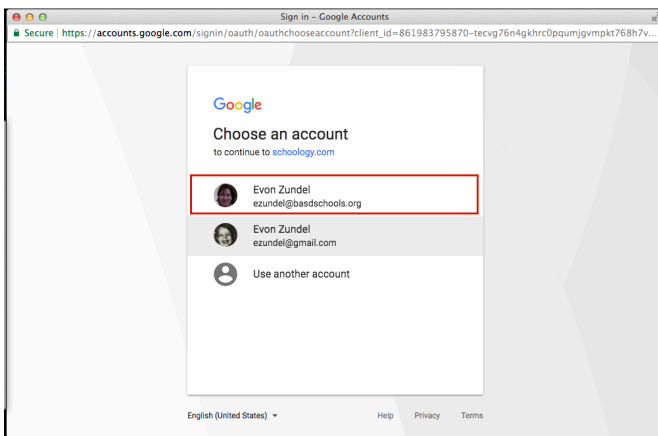 Sign in – Google Accounts
Secure | https://accounts.google.com/signin/oauth/oauthchooseaccount?client_id=861983795870-tecvg76n4gkhrc0pqumjgvmpkt768h7v...
Google
Choose an account
to continue to schoology.com
Evon Zundel
ezundel@basdschools.org
Evon Zundel
ezundel@gmail.com
Use another account
English (United States)
Help Privacy Terms